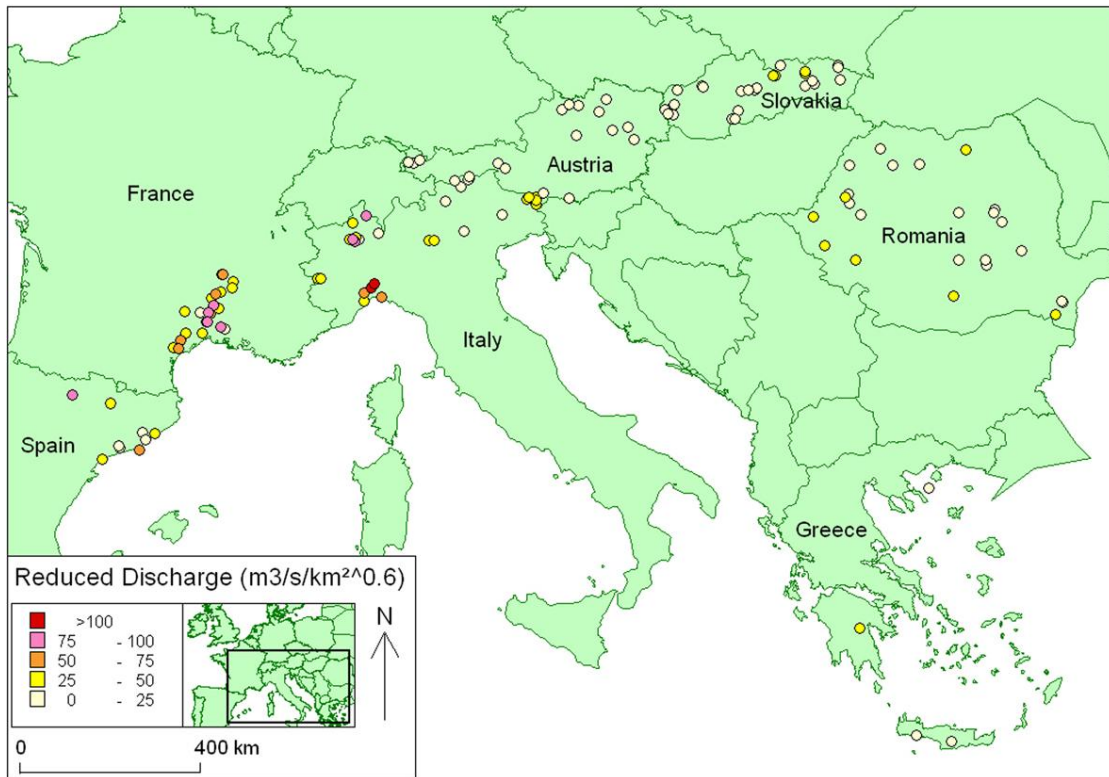 Slovakia
Austria
France
Romania
Italy
Spain
Greece
Reduced Discharge (m3/s/km²^0.6)
>100
75 - 100
50 - 75
25 - 50
0 - 25
N
0 400 km